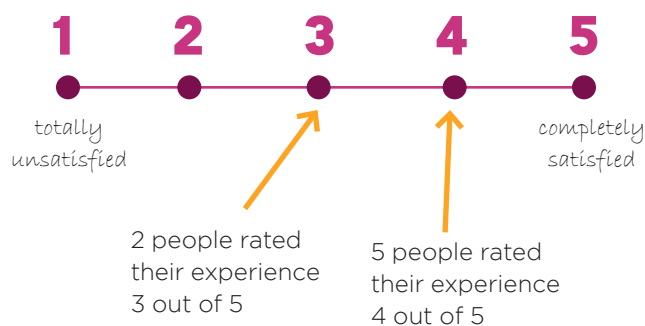 1 2 3 4 5
totally
unsatisfied
completely
satisfied
2 people rated
their experience
3 out of 5
5 people rated
their experience
4 out of 5